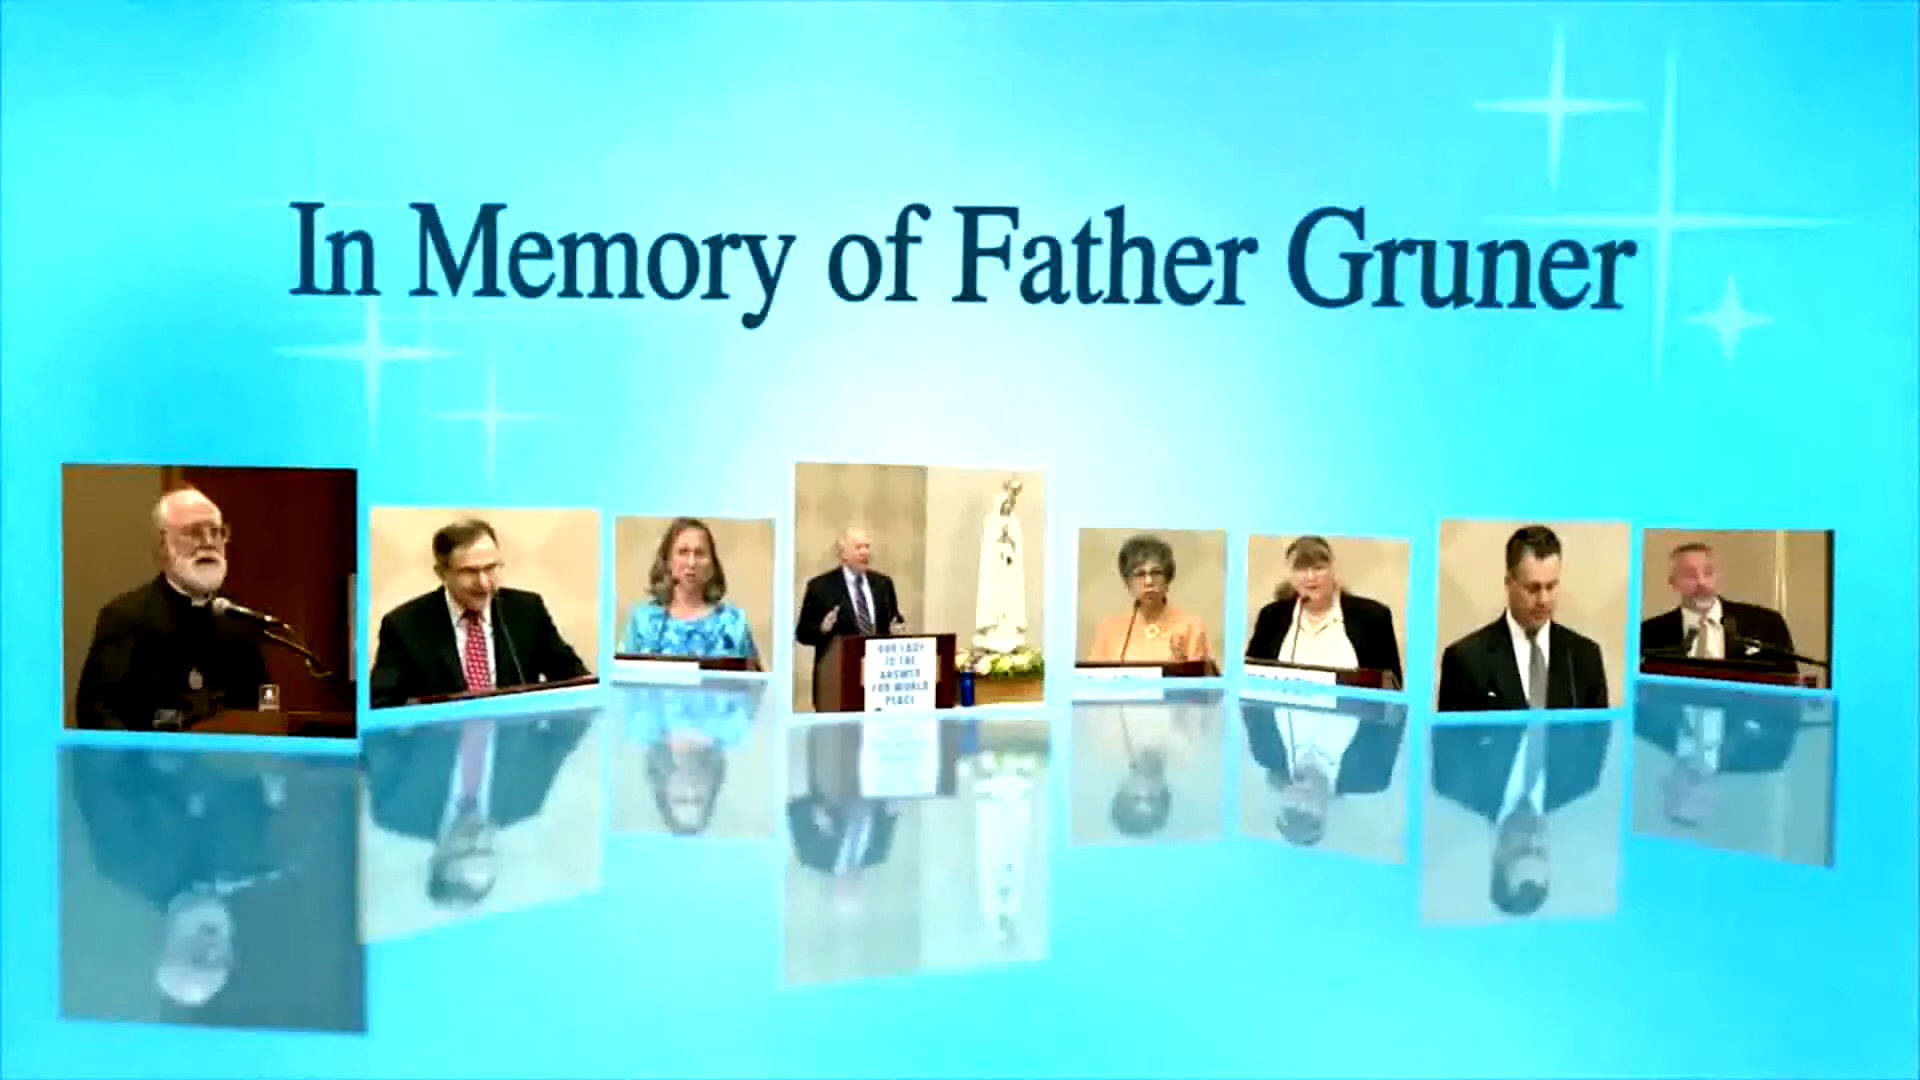 In Memory of Father Gruner
OUR LADY
IS THE
ANSWER
FOR WORLD
PEACE